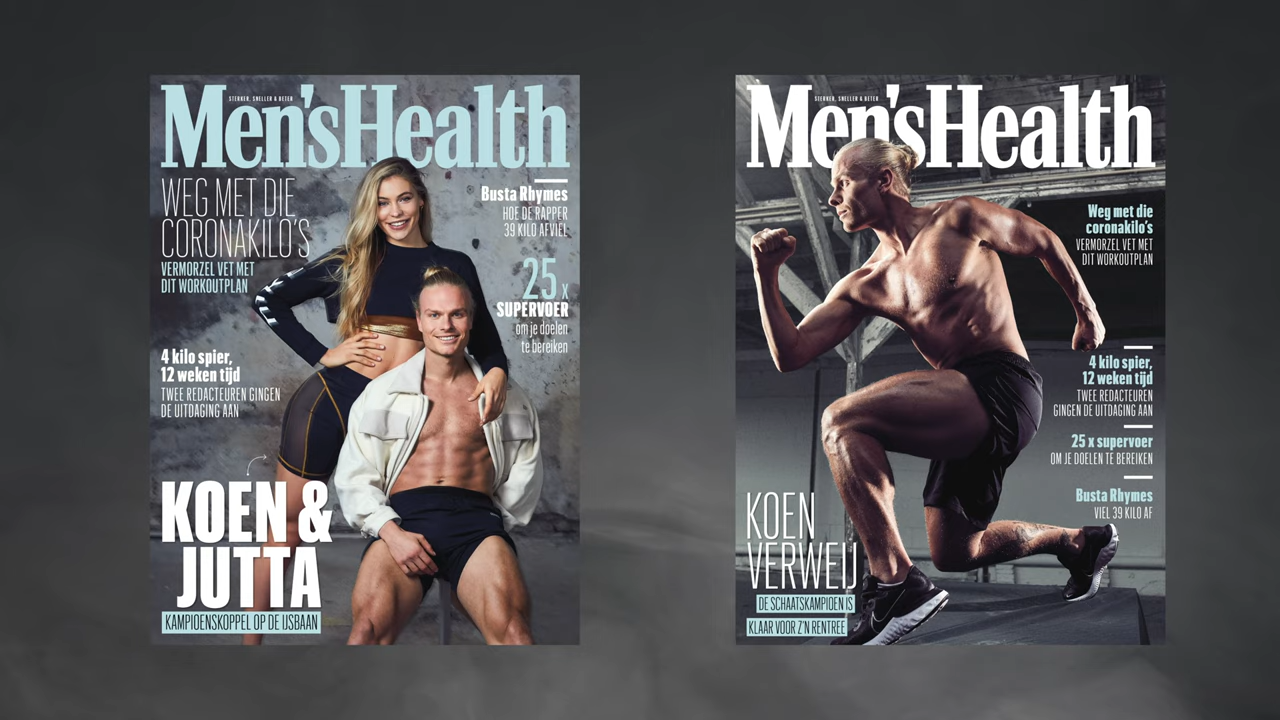 STERKER, SNELLER & BETER
Men'sHealth
WEG MET DIE
CORONAKILO'S
VERMORZEL VET MET
DIT WORKOUTPLAN
Busta Rhymes
HOE DE RAPPER
39 KILO AFVIEL
25 x
SUPERVOER
om je doelen
te bereiken
4 kilo spier,
12 weken tijd
TWEE REDACTEUREN GINGEN
DE UITDAGING AAN
KOEN &
JUTTA
KAMPIOENSKOPPEL OP DE IJSBAAN
STERKER, SNELLER & BETER
Men'sHealth
Weg met die
coronakilo's
VERMORZEL VET MET
DIT WORKOUTPLAN
4 kilo spier,
12 weken tijd
TWEE REDACTEUREN
GINGEN DE UITDAGING AAN
25 x supervoer
OM JE DOELEN TE BEREIKEN
Busta Rhymes
VIEL 39 KILO AF
KOEN
VERWEIJ
DE SCHAATSKAMPIOEN IS
KLAAR VOOR Z'N RENTREE